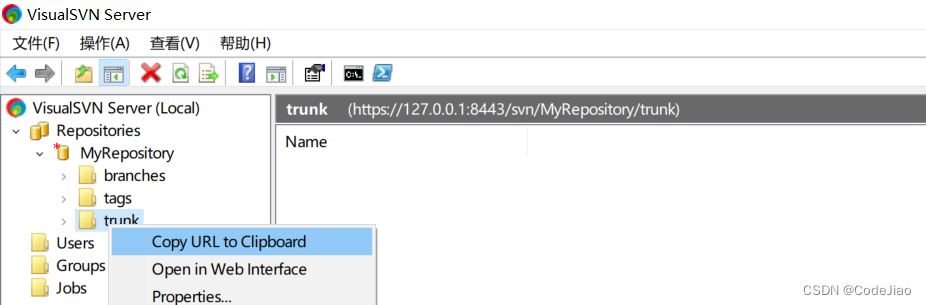 VisualSVN Server
文件(F) 操作(A) 查看(V) 帮助(H)
VisualSVN Server (Local)
Repositories
MyRepository
branches
tags
trunk
Users
Groups
Jobs
trunk (https://127.0.0.1:8443/svn/MyRepository/trunk)
Name
Copy URL to Clipboard
Open in Web Interface
Properties...
CSDN @CodeJiao